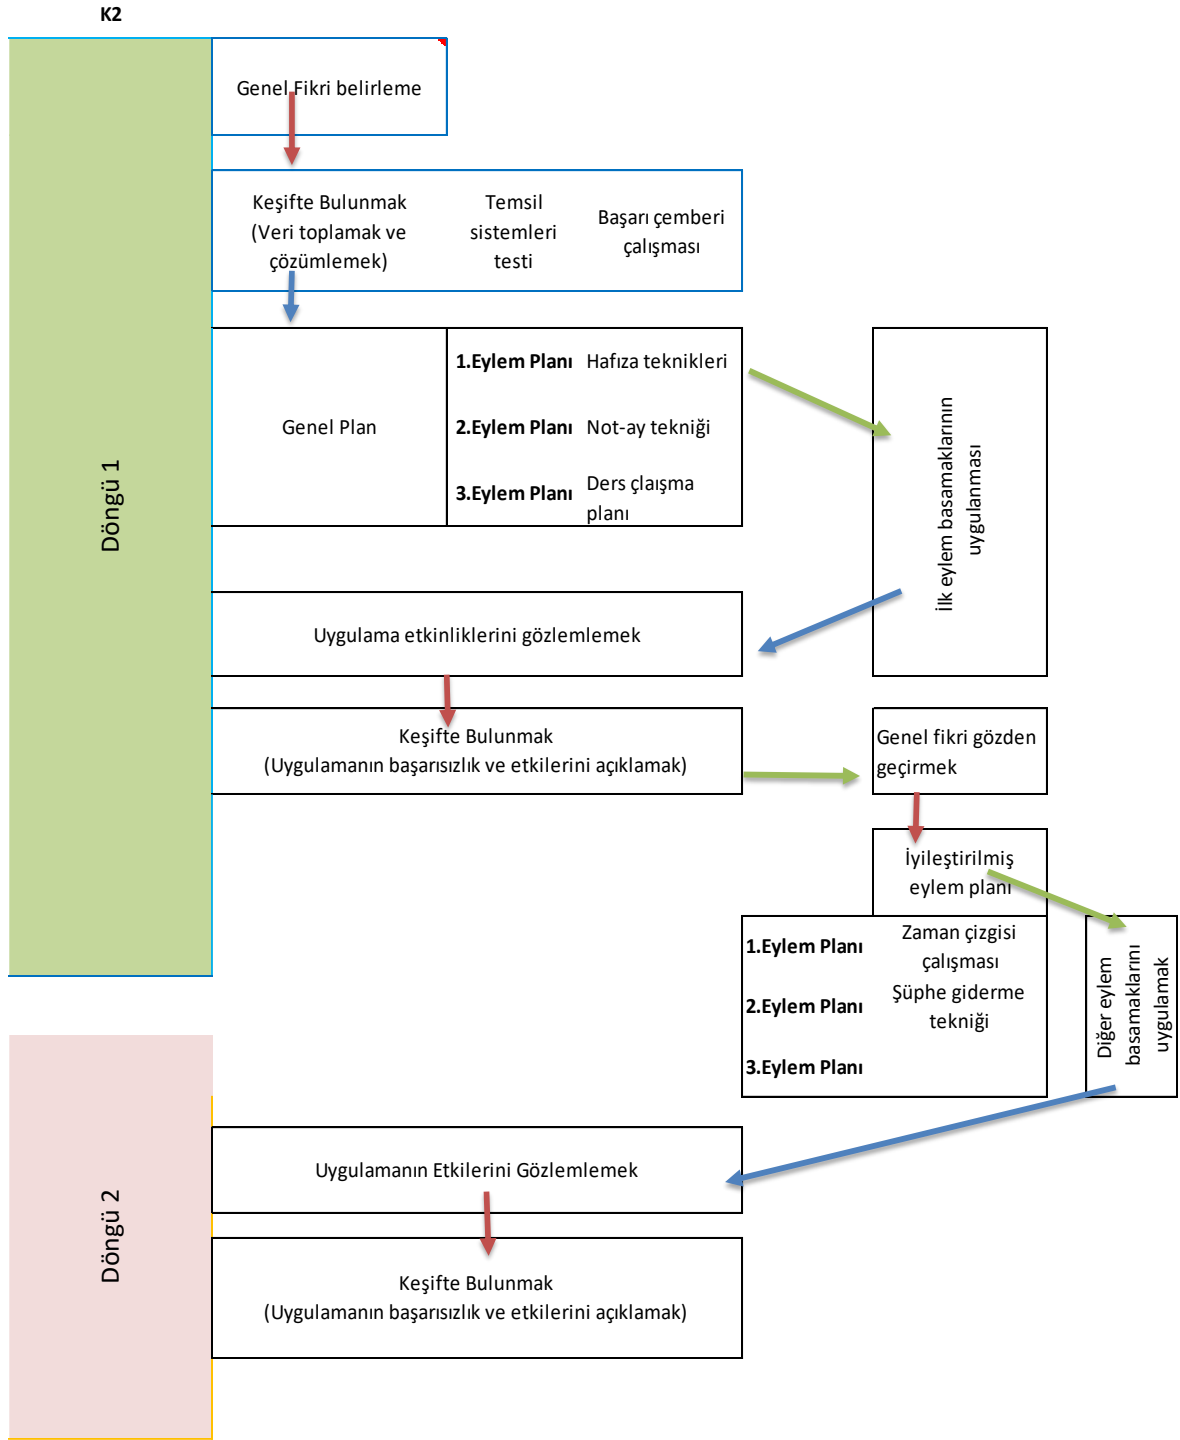 K2
Döngü 1
Genel Fikri belirleme
Keşifte Bulunmak
(Veri toplamak ve
çözümlemek)
Temsil
sistemleri
testi
Başarı çemberi
çalışması
Genel Plan
1.Eylem Planı Hafıza teknikleri
2.Eylem Planı Not-ay tekniği
3.Eylem Planı Ders çlaışma
planı
İlk eylem basamaklarının
uygulanması
Uygulama etkinliklerini gözlemlemek
Keşifte Bulunmak
(Uygulamanın başarısızlık ve etkilerini açıklamak)
Genel fikri gözden
geçirmek
İyileştirilmiş
eylem planı
1.Eylem Planı Zaman çizgisi
çalışması
2.Eylem Planı Şüphe giderme
tekniği
3.Eylem Planı
Diğer eylem
basamaklarını
uygulamak
Döngü 2
Uygulamanın Etkilerini Gözlemlemek
Keşifte Bulunmak
(Uygulamanın başarısızlık ve etkilerini açıklamak)